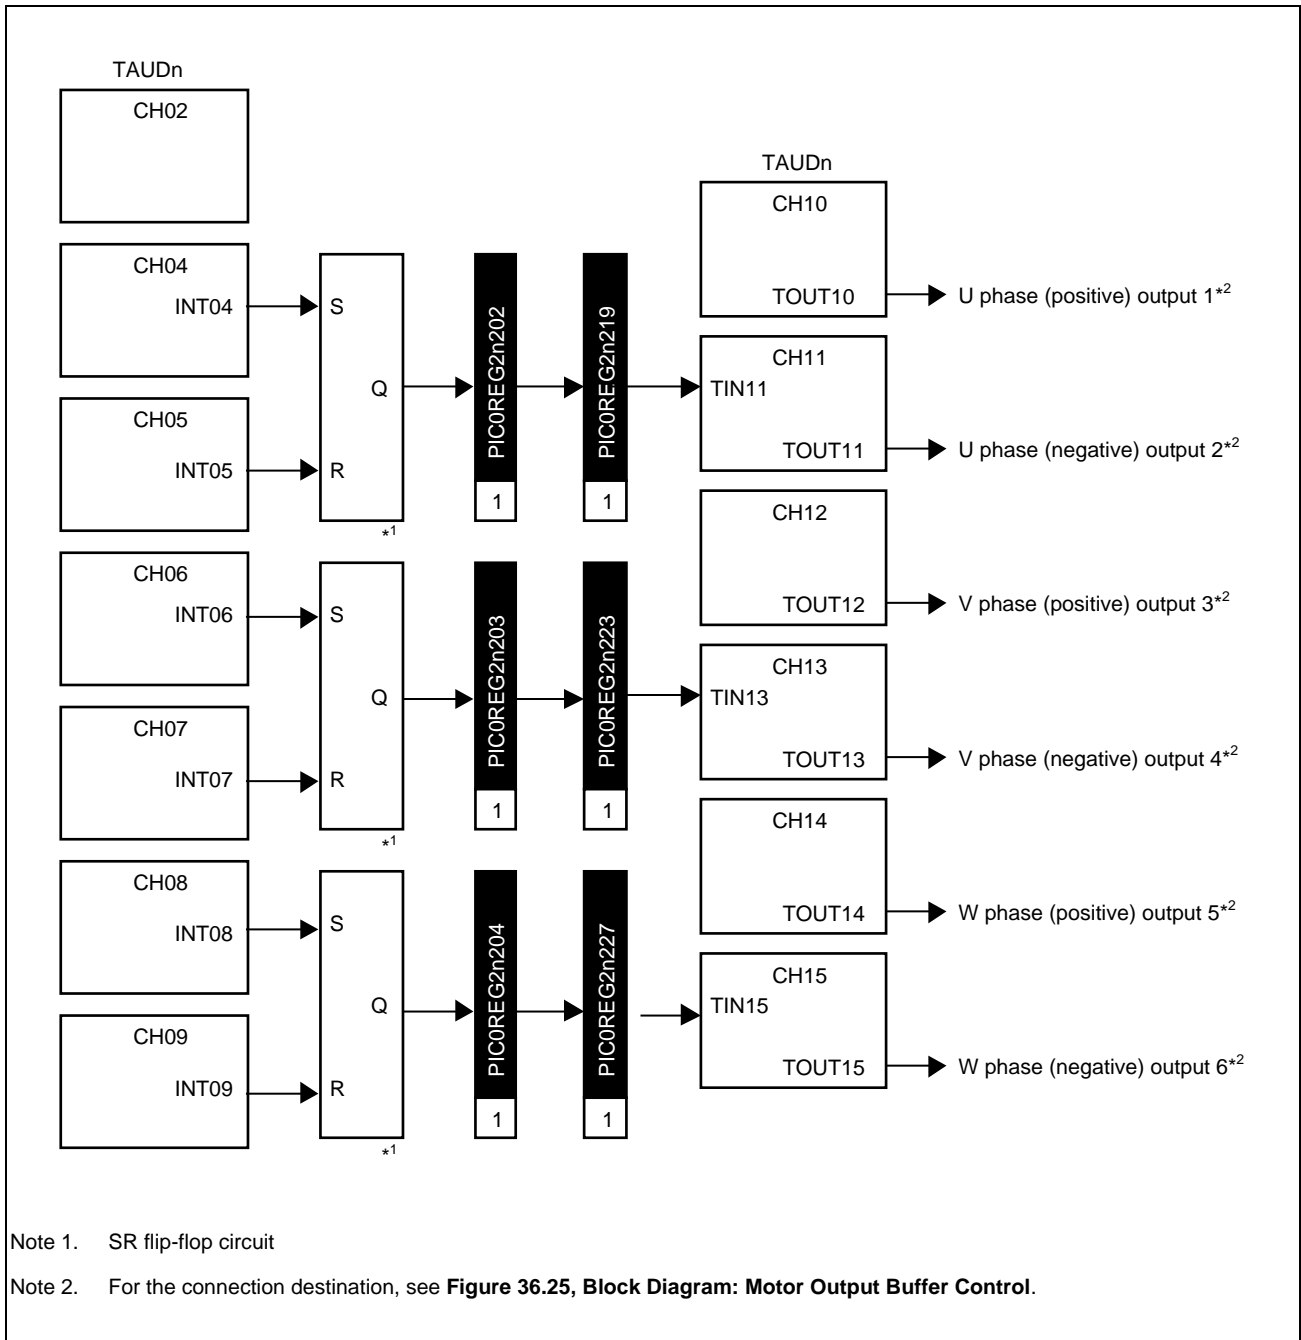 TAUDn
CH02
CH04
INT04
CH05
INT05
CH06
INT06
CH07
INT07
CH08
INT08
CH09
INT09
S
Q
R
*1
S
Q
R
*1
S
Q
R
*1
PIC0REG2n202
1
PIC0REG2n219
1
PIC0REG2n203
1
PIC0REG2n223
1
PIC0REG2n204
1
PIC0REG2n227
1
TAUDn
CH10
TOUT10
U phase (positive) output 1*2
CH11
TIN11
TOUT11
U phase (negative) output 2*2
CH12
TOUT12
V phase (positive) output 3*2
CH13
TIN13
TOUT13
V phase (negative) output 4*2
CH14
TOUT14
W phase (positive) output 5*2
CH15
TIN15
TOUT15
W phase (negative) output 6*2
Note 1. SR flip-flop circuit
Note 2. For the connection destination, see Figure 36.25, Block Diagram: Motor Output Buffer Control.